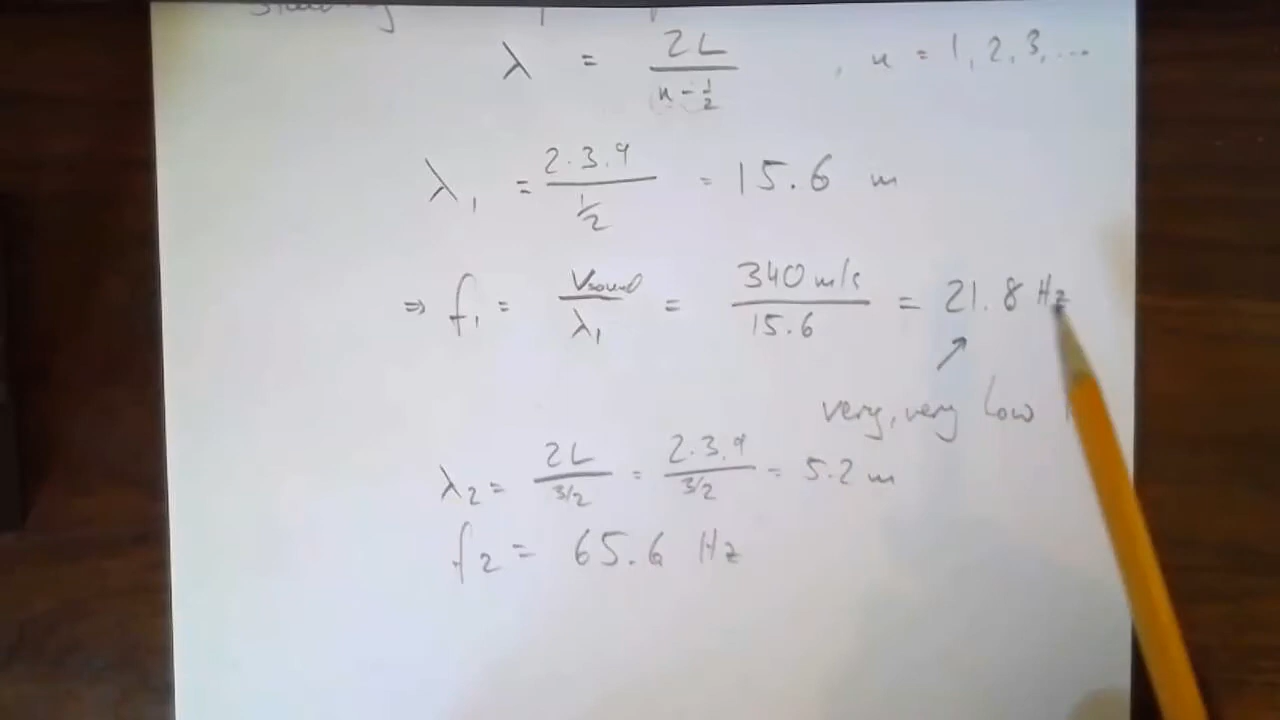 λ = 2L / (n - 1/2) , n = 1, 2, 3, ...
λ₁ = 2·3.9 / (1/2) = 15.6 m
⇒ f₁ = Vsound / λ₁ = 340 m/s / 15.6 = 21.8 Hz
very, very low
λ₂ = 2L / (3/2) = 2·3.9 / (3/2) = 5.2 m
f₂ = 65.6 Hz